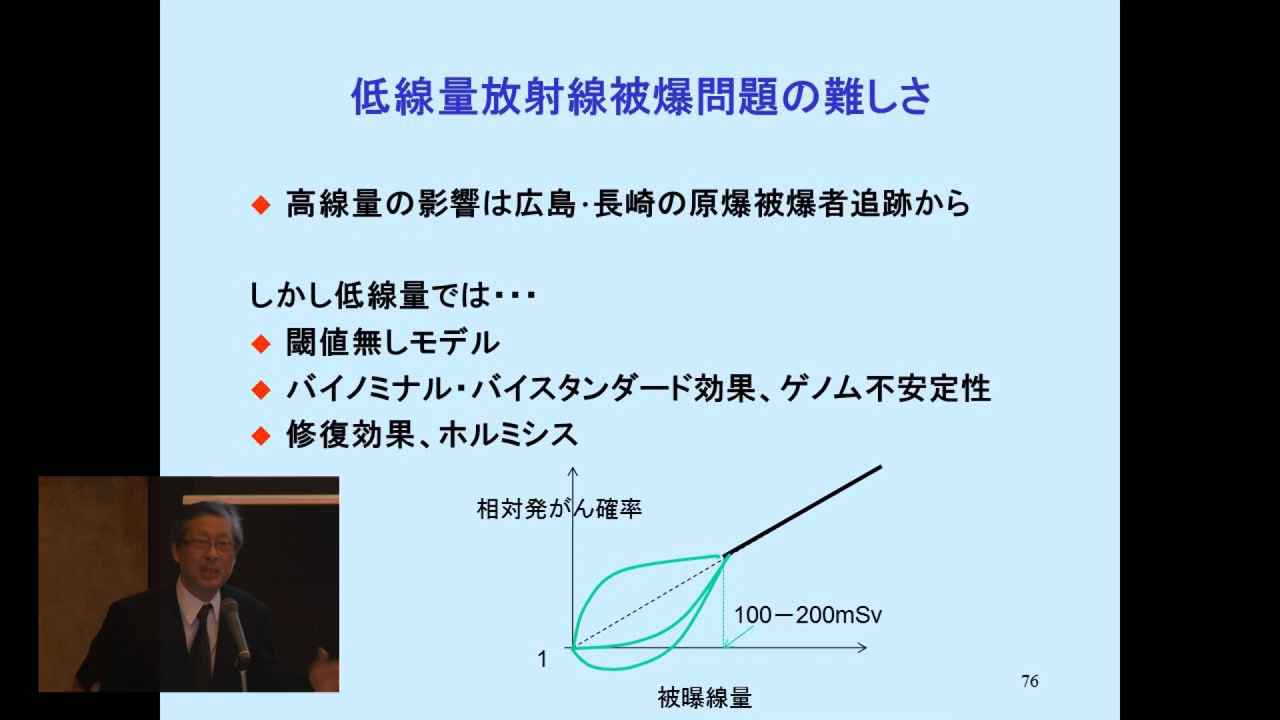 低線量放射線被爆問題の難しさ
◆ 高線量の影響は広島・長崎の原爆被爆者追跡から
しかし低線量では・・・
◆ 閾値無しモデル
◆ バイノミナル・バイスタンダード効果、ゲノム不安定性
◆ 修復効果、ホルミシス
相対発がん確率
100－200mSv
1
被曝線量
76